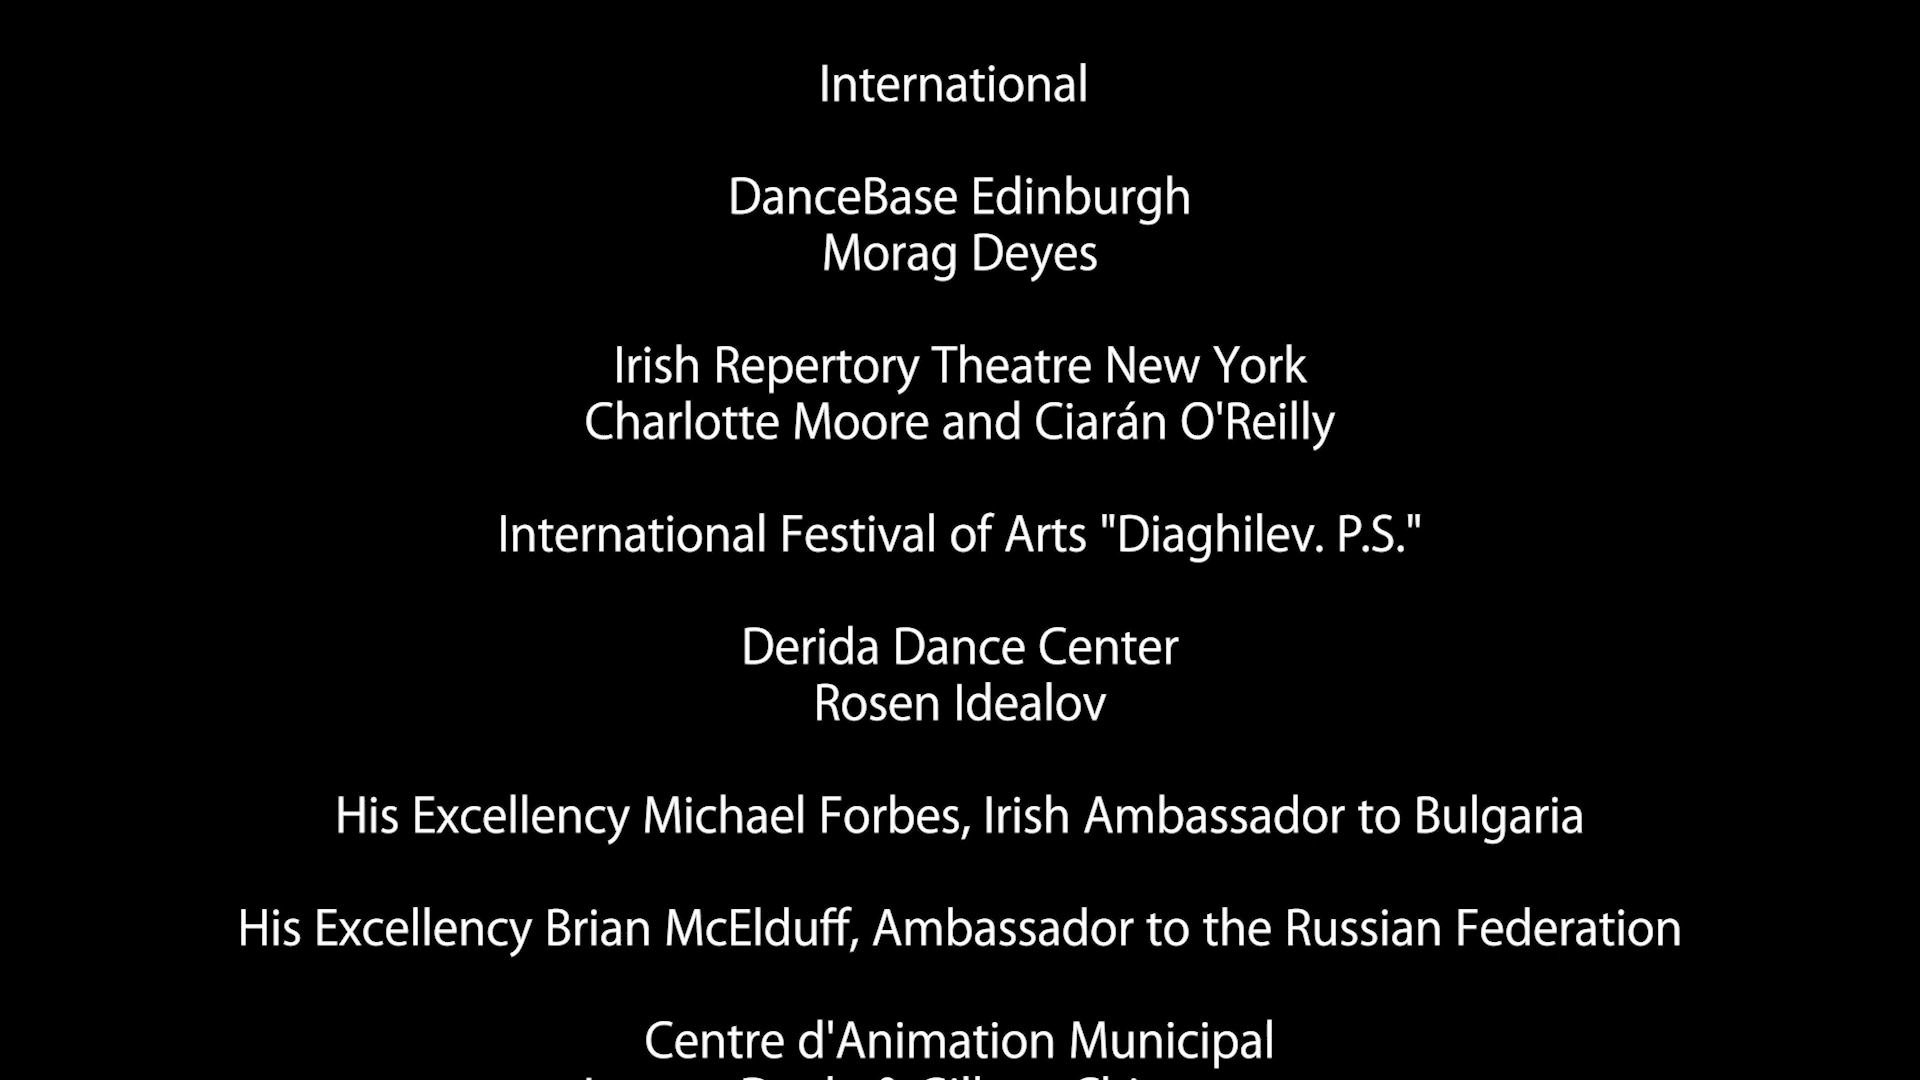 International
DanceBase Edinburgh
Morag Deyes
Irish Repertory Theatre New York
Charlotte Moore and Ciarán O'Reilly
International Festival of Arts "Diaghilev. P.S."
Derida Dance Center
Rosen Idealov
His Excellency Michael Forbes, Irish Ambassador to Bulgaria
His Excellency Brian McElduff, Ambassador to the Russian Federation
Centre d'Animation Municipal